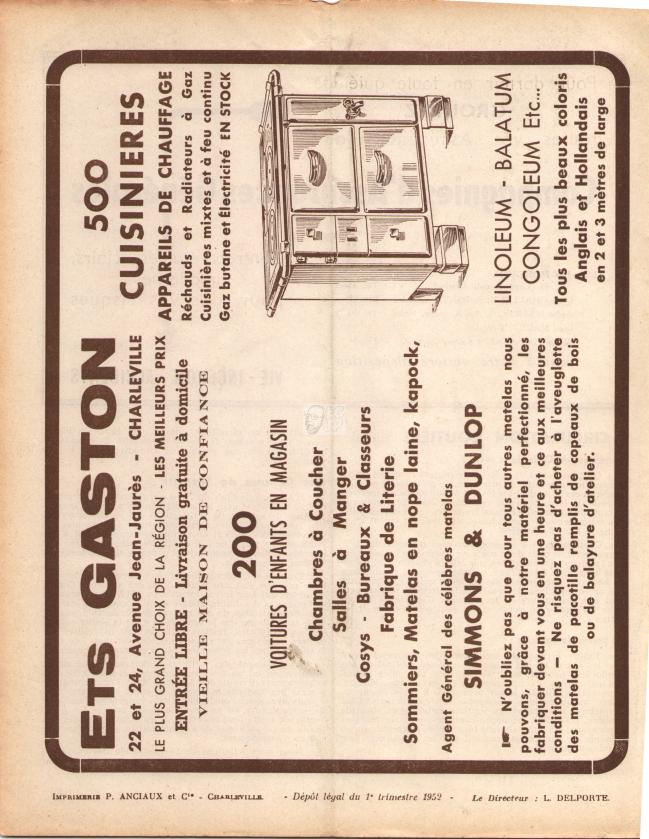 ETS GASTON
22 et 24, Avenue Jean-Jaurès - CHARLEVILLE
LE PLUS GRAND CHOIX DE LA RÉGION - LES MEILLEURS PRIX
ENTRÉE LIBRE - Livraison gratuite à domicile
VIEILLE MAISON DE CONFIANCE
200
VOITURES D'ENFANTS EN MAGASIN
Chambres à Coucher
Salles à Manger
Cosys - Bureaux & Classeurs
Fabrique de Literie
Sommiers, Matelas en nope laine, kapock,
Agent Général des célèbres matelas
SIMMONS & DUNLOP
☛ N'oubliez pas que pour tous autres matelas nous
pouvons, grâce à notre matériel perfectionné, les
fabriquer devant vous en une heure et ce aux meilleures
conditions — Ne risquez pas d'acheter à l'aveuglette
des matelas de pacotille remplis de copeaux de bois
ou de balayure d'atelier.
500
CUISINIERES
APPAREILS DE CHAUFFAGE
Réchauds et Radiateurs à Gaz
Cuisinières mixtes et à feu continu
Gaz butane et Électricité EN STOCK
LINOLEUM BALATUM
CONGOLEUM Etc...
Tous les plus beaux coloris
Anglais et Hollandais
en 2 et 3 mètres de large
IMPRIMERIE P. ANCIAUX et Cie - CHARLEVILLE. - Dépôt légal du 1e trimestre 1952 - Le Directeur : L. DELPORTE.